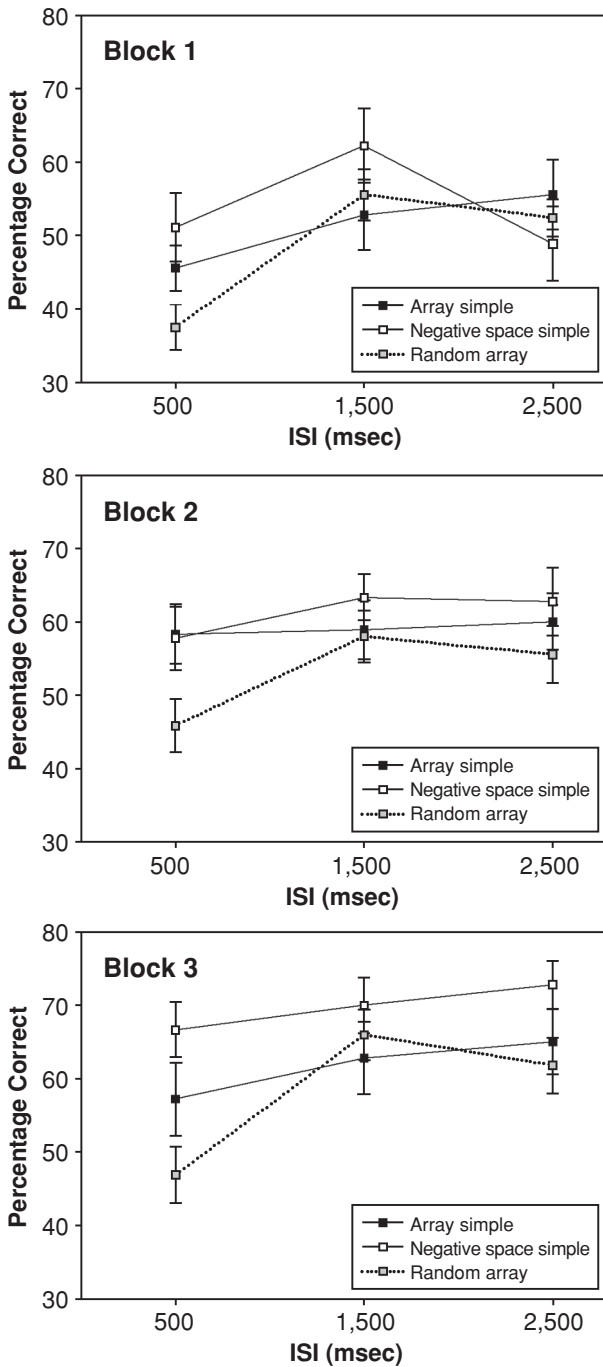 80
Block 1
70
60
50
40
30
Percentage Correct
Array simple
Negative space simple
Random array
500 1,500 2,500
ISI (msec)
80
Block 2
70
60
50
40
30
Percentage Correct
Array simple
Negative space simple
Random array
500 1,500 2,500
ISI (msec)
80
Block 3
70
60
50
40
30
Percentage Correct
Array simple
Negative space simple
Random array
500 1,500 2,500
ISI (msec)